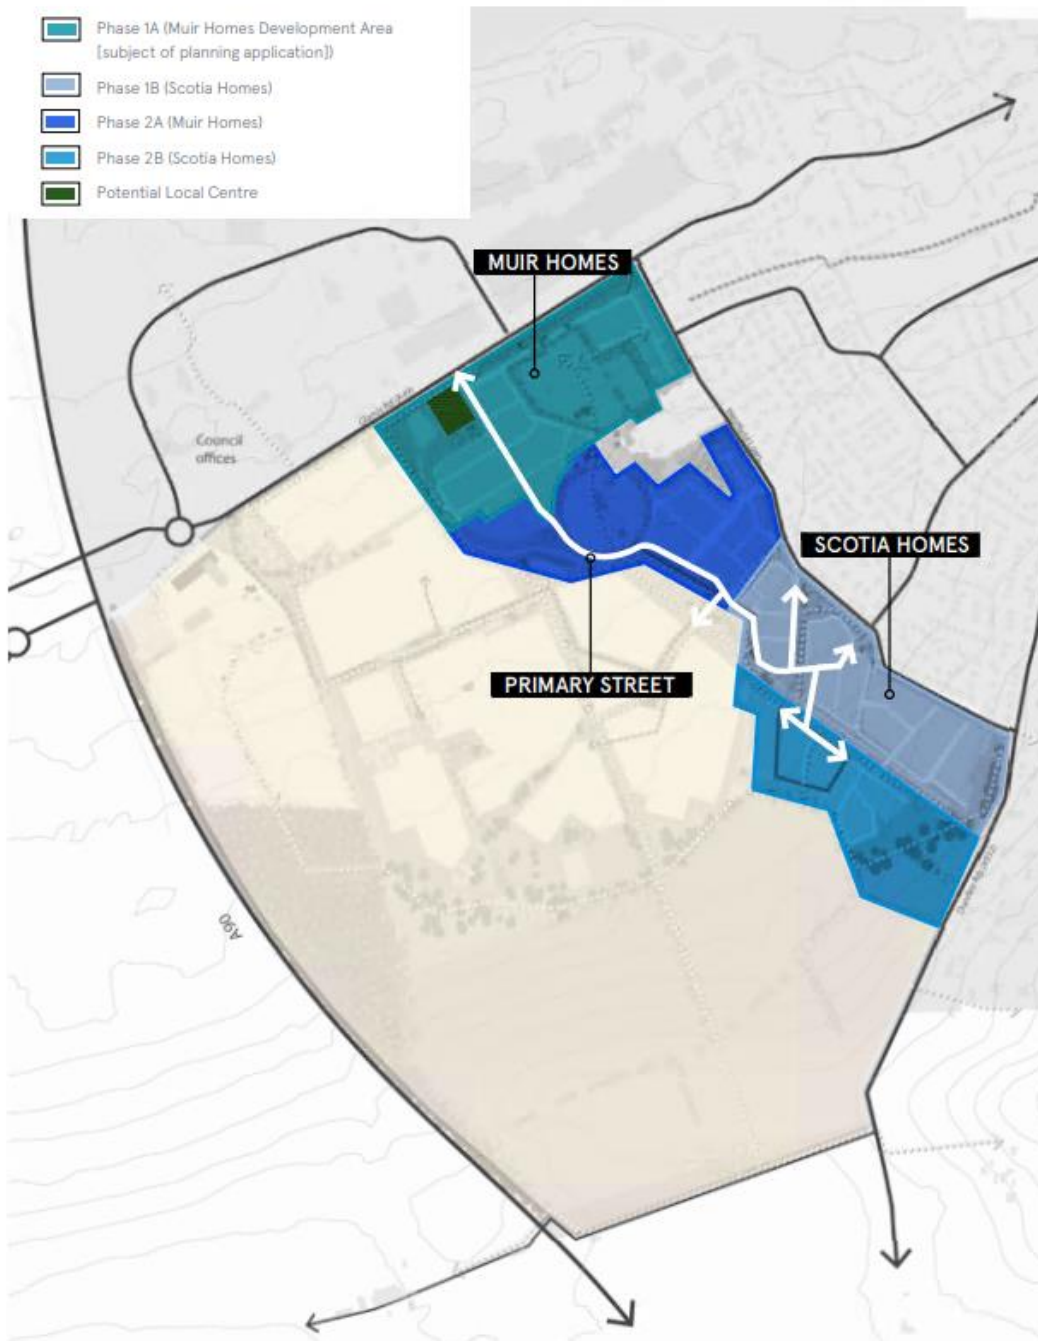 Phase 1A (Muir Homes Development Area
[subject of planning application])
Phase 1B (Scotia Homes)
Phase 2A (Muir Homes)
Phase 2B (Scotia Homes)
Potential Local Centre
MUIR HOMES
Council
offices
SCOTIA HOMES
PRIMARY STREET
A90